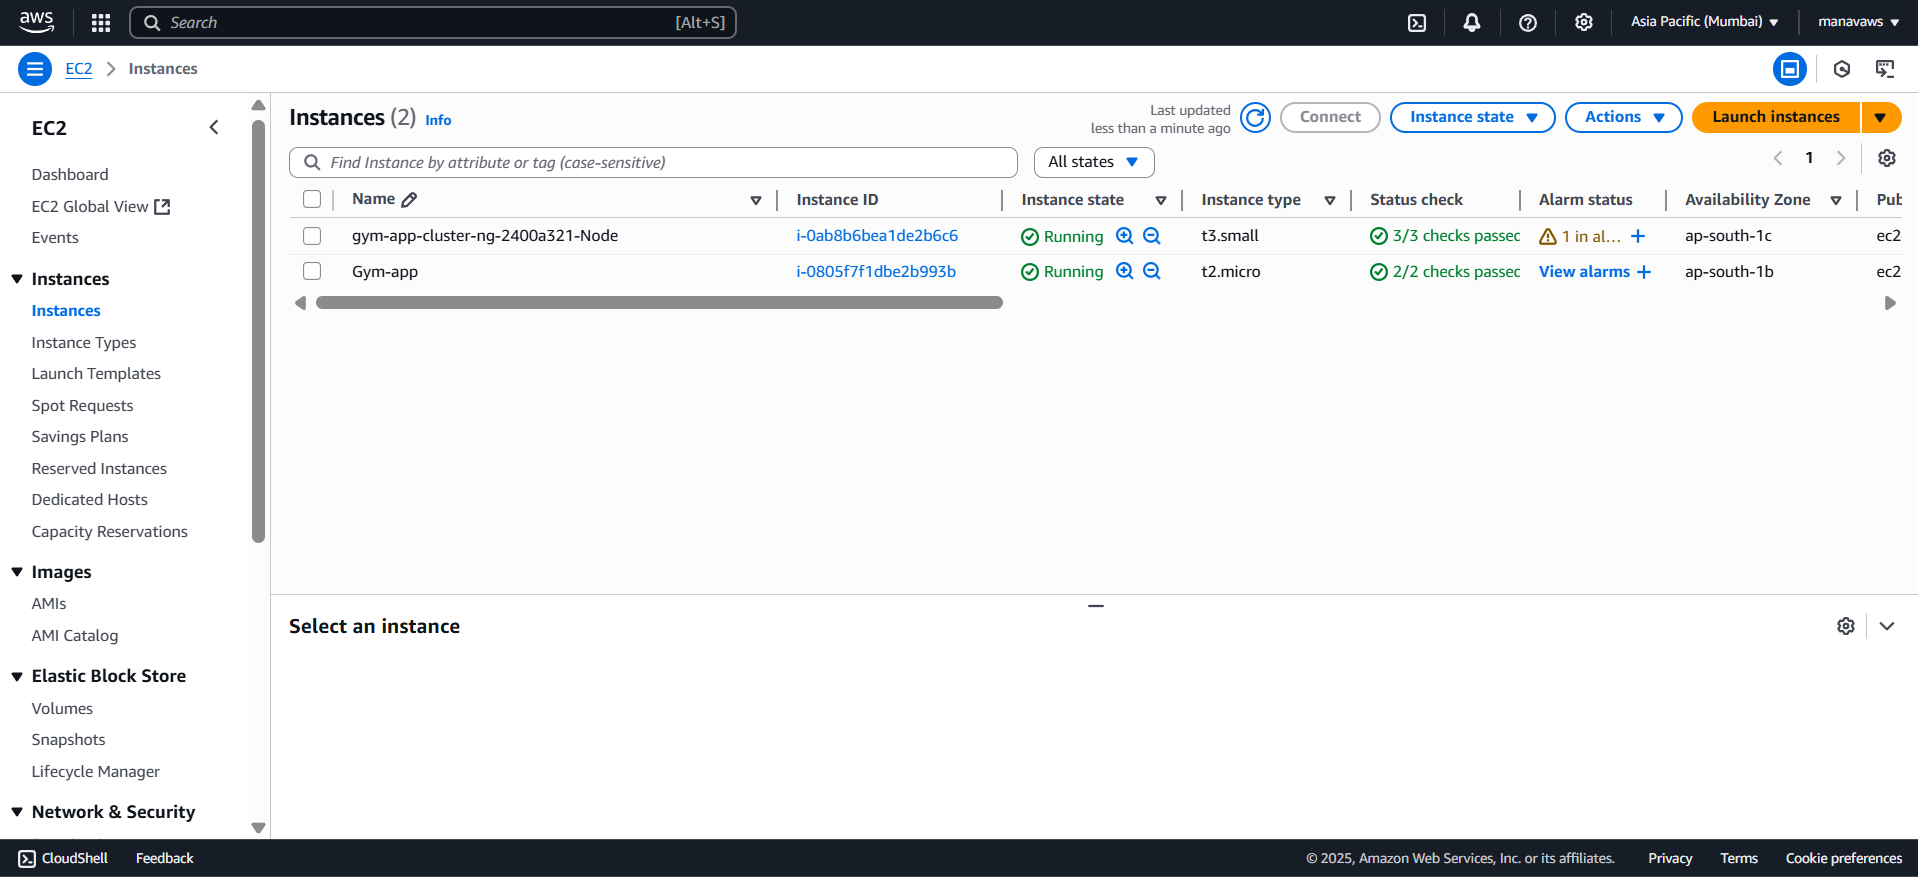 aws Search [Alt+S] Asia Pacific (Mumbai) manavaws
EC2 Instances
EC2
Dashboard
EC2 Global View
Events
Instances
Instances
Instance Types
Launch Templates
Spot Requests
Savings Plans
Reserved Instances
Dedicated Hosts
Capacity Reservations
Images
AMIs
AMI Catalog
Elastic Block Store
Volumes
Snapshots
Lifecycle Manager
Network & Security
Instances (2) Info
Last updated
less than a minute ago
Connect Instance state Actions Launch instances
Find Instance by attribute or tag (case-sensitive) All states 1
Name Instance ID Instance state Instance type Status check Alarm status Availability Zone Pub
gym-app-cluster-ng-2400a321-Node i-0ab8b6bea1de2b6c6 Running t3.small 3/3 checks passed 1 in al... ap-south-1c ec2
Gym-app i-0805f7f1dbe2b993b Running t2.micro 2/2 checks passed View alarms ap-south-1b ec2
Select an instance
CloudShell Feedback © 2025, Amazon Web Services, Inc. or its affiliates. Privacy Terms Cookie preferences